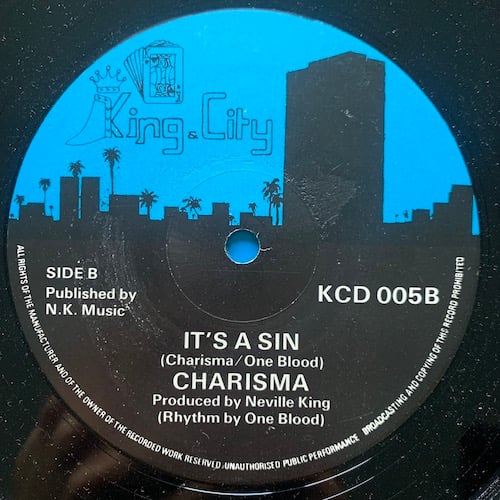 King & City
SIDE B
Published by
N.K. Music
KCD 005B
IT'S A SIN
(Charisma/One Blood)
CHARISMA
Produced by Neville King
(Rhythm by One Blood)
ALL RIGHTS OF THE MANUFACTURER AND OF THE OWNER OF THE RECORDED WORK RESERVED. UNAUTHORISED PUBLIC PERFORMANCE BROADCASTING AND COPYING OF THIS RECORD PROHIBITED